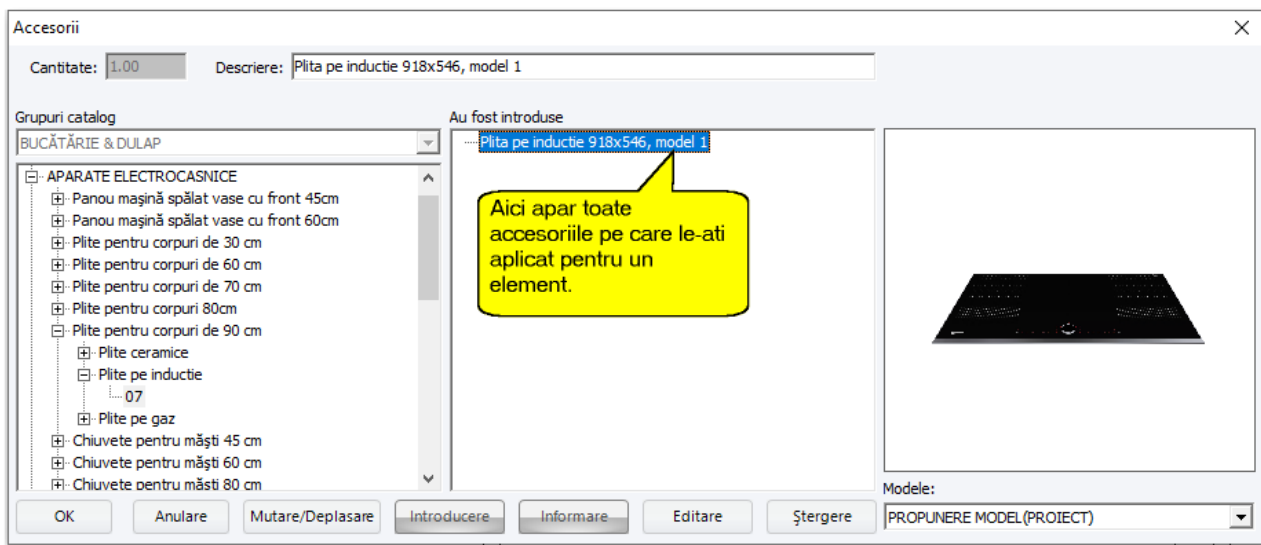 Accesorii
Cantitate: 1.00 Descriere: Plita pe inductie 918x546, model 1
Grupuri catalog
BUCĂTĂRIE & DULAP
APARATE ELECTROCASNICE
Panou maşină spălat vase cu front 45cm
Panou maşină spălat vase cu front 60cm
Plite pentru corpuri de 30 cm
Plite pentru corpuri de 60 cm
Plite pentru corpuri de 70 cm
Plite pentru corpuri 80cm
Plite pentru corpuri de 90 cm
Plite ceramice
Plite pe inductie
07
Plite pe gaz
Chiuvete pentru măşti 45 cm
Chiuvete pentru măşti 60 cm
Chiuvete pentru măsti 80 cm
Au fost introduse
Plita pe inductie 918x546, model 1
Aici apar toate
accesoriile pe care le-ati
aplicat pentru un
element.
Modele:
PROPUNERE MODEL(PROIECT)
OK Anulare Mutare/Deplasare Introducere Informare Editare Ştergere